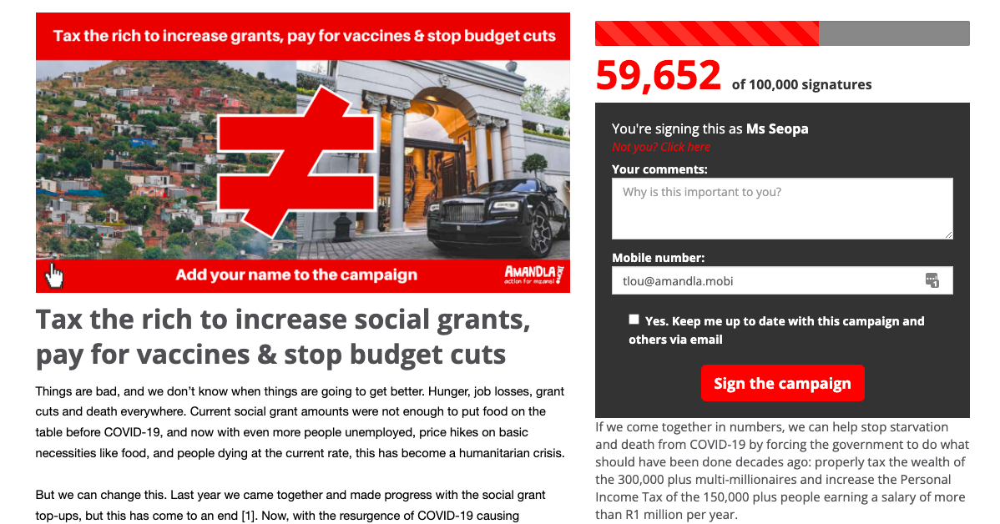 Tax the rich to increase grants, pay for vaccines & stop budget cuts
Add your name to the campaign
AMANDLA.mobi
action for mzansi
Tax the rich to increase social grants,
pay for vaccines & stop budget cuts
Things are bad, and we don’t know when things are going to get better. Hunger, job losses, grant
cuts and death everywhere. Current social grant amounts were not enough to put food on the
table before COVID-19, and now with even more people unemployed, price hikes on basic
necessities like food, and people dying at the current rate, this has become a humanitarian crisis.
But we can change this. Last year we came together and made progress with the social grant
top-ups, but this has come to an end [1]. Now, with the resurgence of COVID-19 causing
59,652 of 100,000 signatures
You're signing this as Ms Seopa
Not you? Click here
Your comments:
Why is this important to you?
Mobile number:
tlou@amandla.mobi
Yes. Keep me up to date with this campaign and
others via email
Sign the campaign
If we come together in numbers, we can help stop starvation
and death from COVID-19 by forcing the government to do what
should have been done decades ago: properly tax the wealth of
the 300,000 plus multi-millionaires and increase the Personal
Income Tax of the 150,000 plus people earning a salary of more
than R1 million per year.